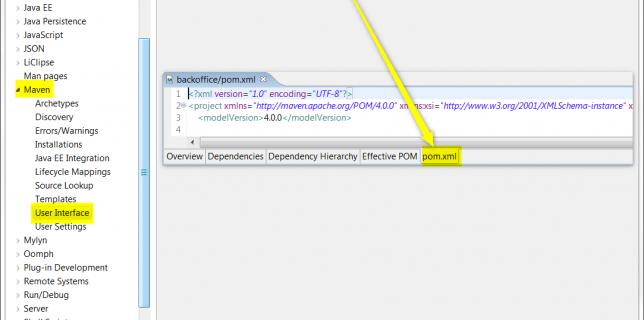 Java EE
Java Persistence
JavaScript
JSON
LiClipse
Man pages
Maven
Archetypes
Discovery
Errors/Warnings
Installations
Java EE Integration
Lifecycle Mappings
Source Lookup
Templates
User Interface
User Settings
Mylyn
Oomph
Plug-in Development
Remote Systems
Run/Debug
Server
backoffice/pom.xml
1 <?xml version="1.0" encoding="UTF-8"?>
2 <project xmlns="http://maven.apache.org/POM/4.0.0" xmlns:xsi="http://www.w3.org/2001/XMLSchema-instance" x
3 <modelVersion>4.0.0</modelVersion>
4
Overview Dependencies Dependency Hierarchy Effective POM pom.xml